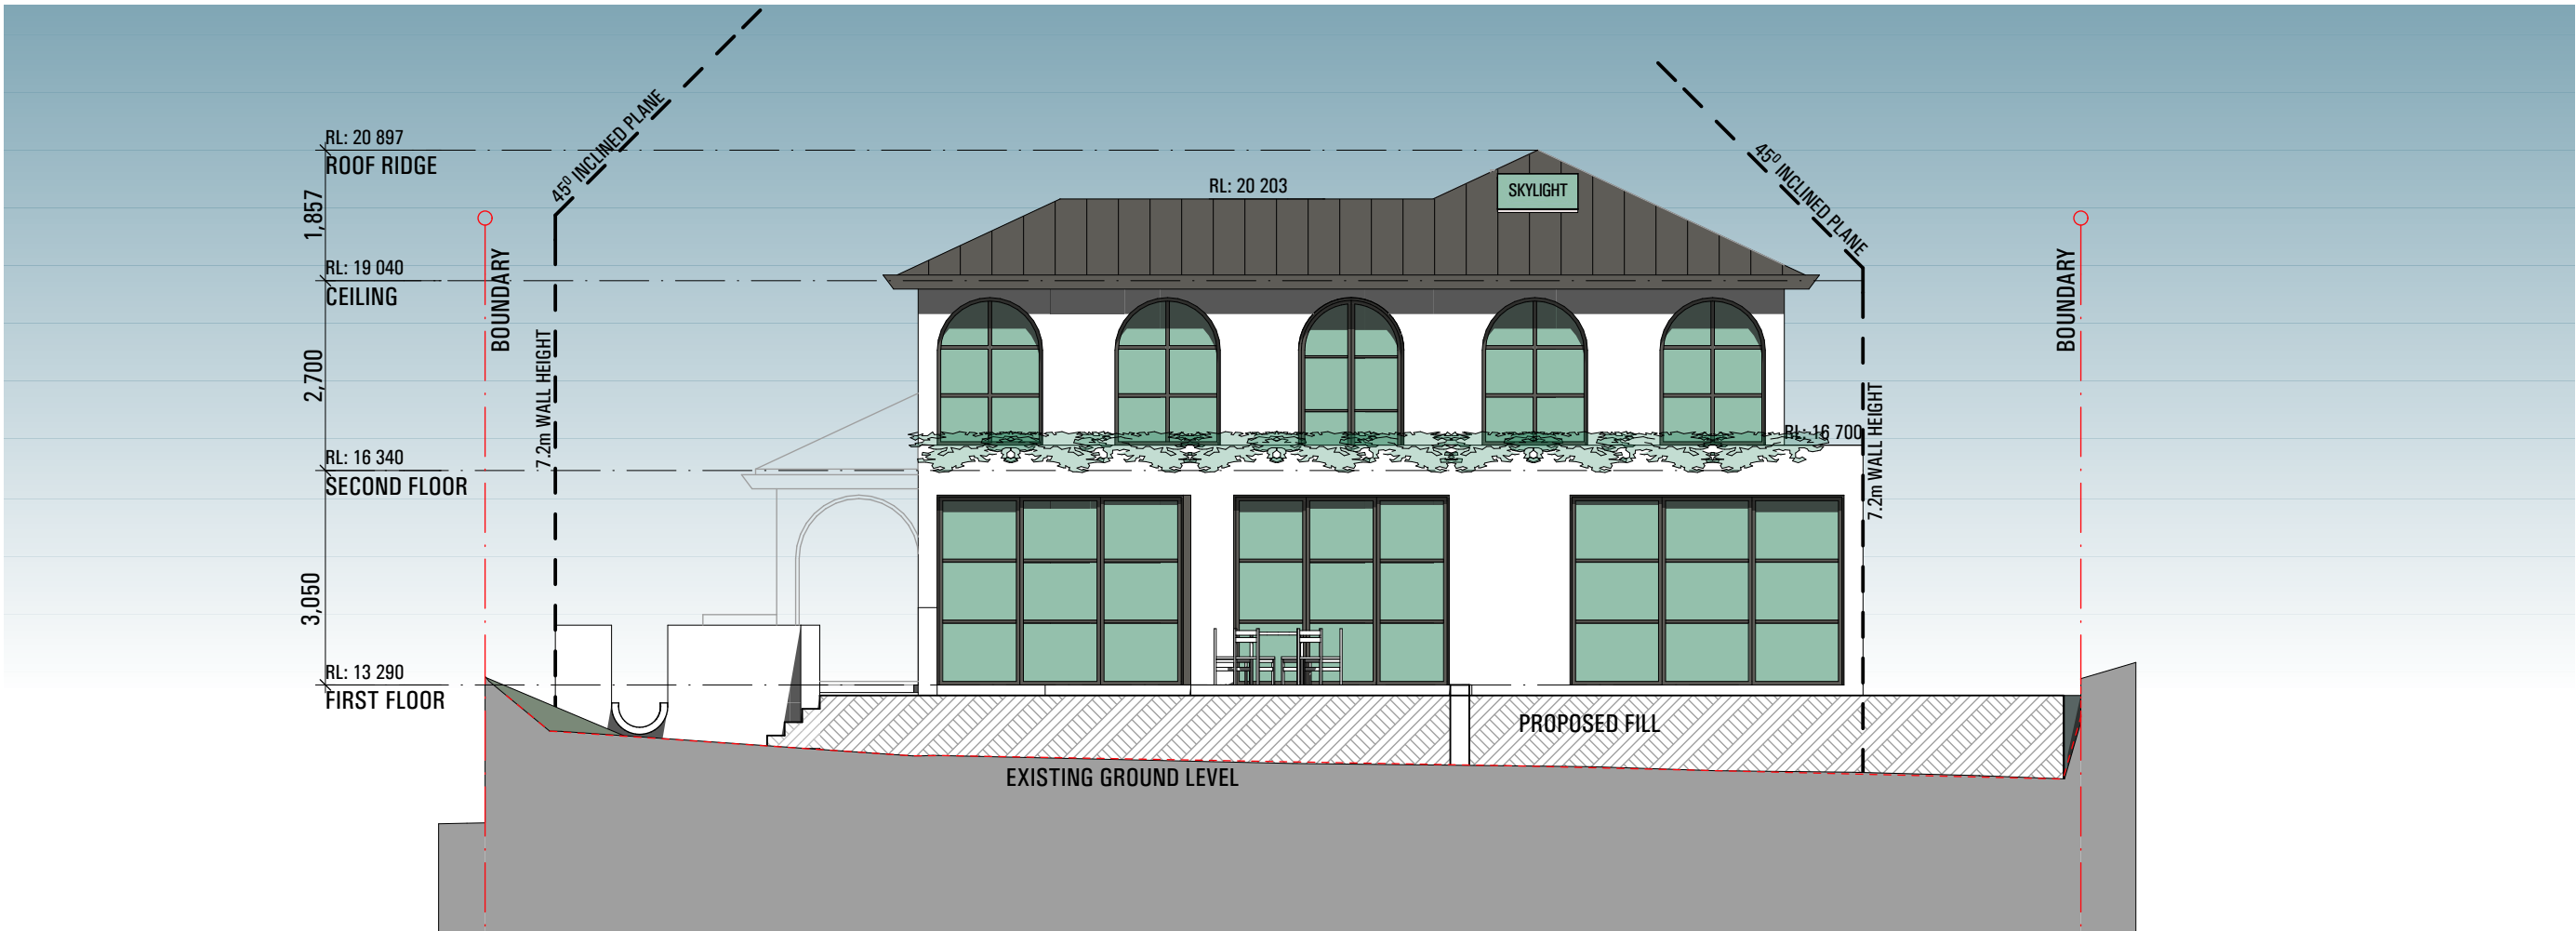 RL: 20 897
ROOF RIDGE
1,857
RL: 19 040
CEILING
2,700
RL: 16 340
SECOND FLOOR
3,050
RL: 13 290
FIRST FLOOR
BOUNDARY
7.2m WALL HEIGHT
45⁰ INCLINED PLANE
RL: 20 203
SKYLIGHT
45⁰ INCLINED PLANE
RL: 16 700
7.2m WALL HEIGHT
BOUNDARY
PROPOSED FILL
EXISTING GROUND LEVEL